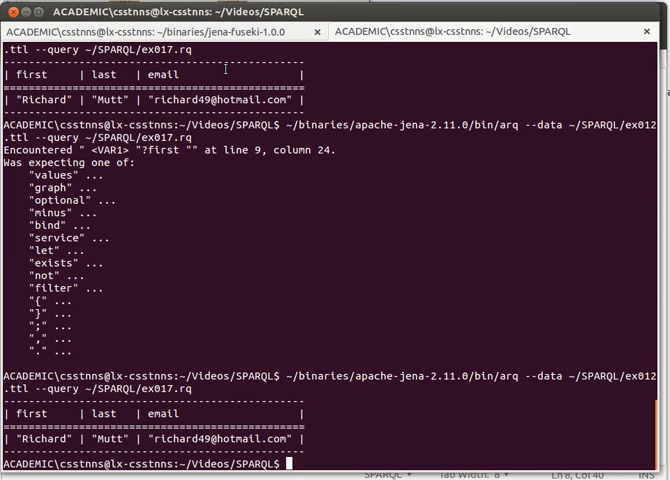 ACADEMIC\csstnns@lx-csstnns: ~/Videos/SPARQL
ACADEMIC\csstnns@lx-csstnns: ~/binaries/jena-fuseki-1.0.0 × ACADEMIC\csstnns@lx-csstnns: ~/Videos/SPARQL ×
.ttl --query ~/SPARQL/ex017.rq
-----------------------------------------------
| first     | last   | email                  |
===============================================
| "Richard" | "Mutt" | "richard49@hotmail.com" |
-----------------------------------------------
ACADEMIC\csstnns@lx-csstnns:~/Videos/SPARQL$ ~/binaries/apache-jena-2.11.0/bin/arq --data ~/SPARQL/ex012
.ttl --query ~/SPARQL/ex017.rq
Encountered " <VAR1> "?first "" at line 9, column 24.
Was expecting one of:
    "values" ...
    "graph" ...
    "optional" ...
    "minus" ...
    "bind" ...
    "service" ...
    "let" ...
    "exists" ...
    "not" ...
    "filter" ...
    "{" ...
    "}" ...
    ";" ...
    "," ...
    "." ...
ACADEMIC\csstnns@lx-csstnns:~/Videos/SPARQL$ ~/binaries/apache-jena-2.11.0/bin/arq --data ~/SPARQL/ex012
.ttl --query ~/SPARQL/ex017.rq
-----------------------------------------------
| first     | last   | email                  |
===============================================
| "Richard" | "Mutt" | "richard49@hotmail.com" |
-----------------------------------------------
ACADEMIC\csstnns@lx-csstnns:~/Videos/SPARQL$
SPARQL Tab Width: 8 Ln 8, Col 40 INS